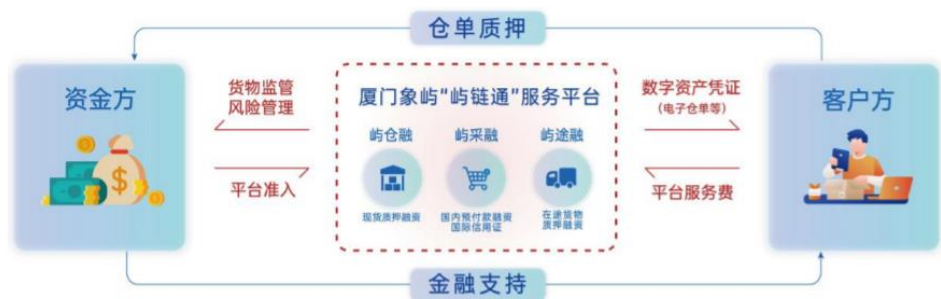 仓单质押
资金方
货物监管
风险管理
平台准入
厦门象屿“屿链通”服务平台
屿仓融
屿采融
屿途融
现货质押融资
国内预付款融资
国际信用证
在途货物
质押融资
数字资产凭证
（电子仓单等）
平台服务费
客户方
金融支持